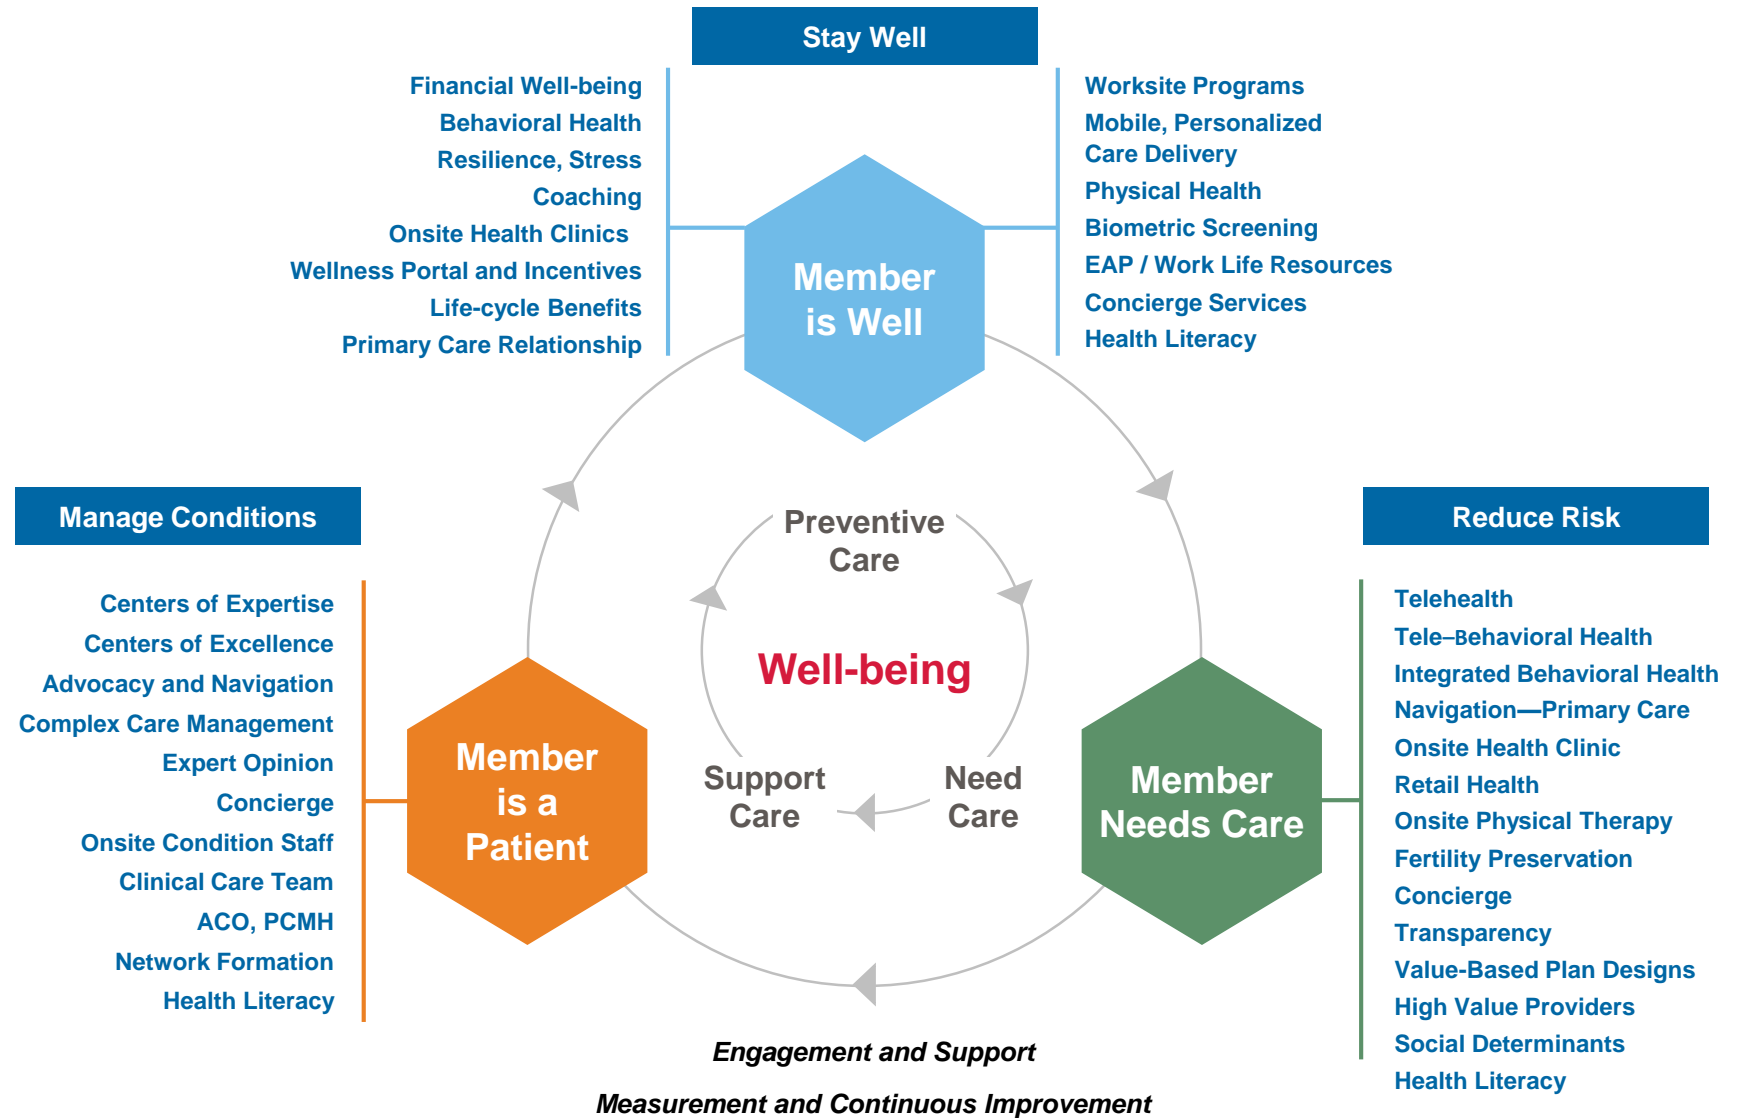 Stay Well
Financial Well-being
Behavioral Health
Resilience, Stress
Coaching
Onsite Health Clinics
Wellness Portal and Incentives
Life-cycle Benefits
Primary Care Relationship
Worksite Programs
Mobile, Personalized
Care Delivery
Physical Health
Biometric Screening
EAP / Work Life Resources
Concierge Services
Health Literacy
Member
is Well
Manage Conditions
Centers of Expertise
Centers of Excellence
Advocacy and Navigation
Complex Care Management
Expert Opinion
Concierge
Onsite Condition Staff
Clinical Care Team
ACO, PCMH
Network Formation
Health Literacy
Member
is a
Patient
Preventive
Care
Well-being
Support
Care
Need
Care
Member
Needs Care
Reduce Risk
Telehealth
Tele–Behavioral Health
Integrated Behavioral Health
Navigation—Primary Care
Onsite Health Clinic
Retail Health
Onsite Physical Therapy
Fertility Preservation
Concierge
Transparency
Value-Based Plan Designs
High Value Providers
Social Determinants
Health Literacy
Engagement and Support
Measurement and Continuous Improvement